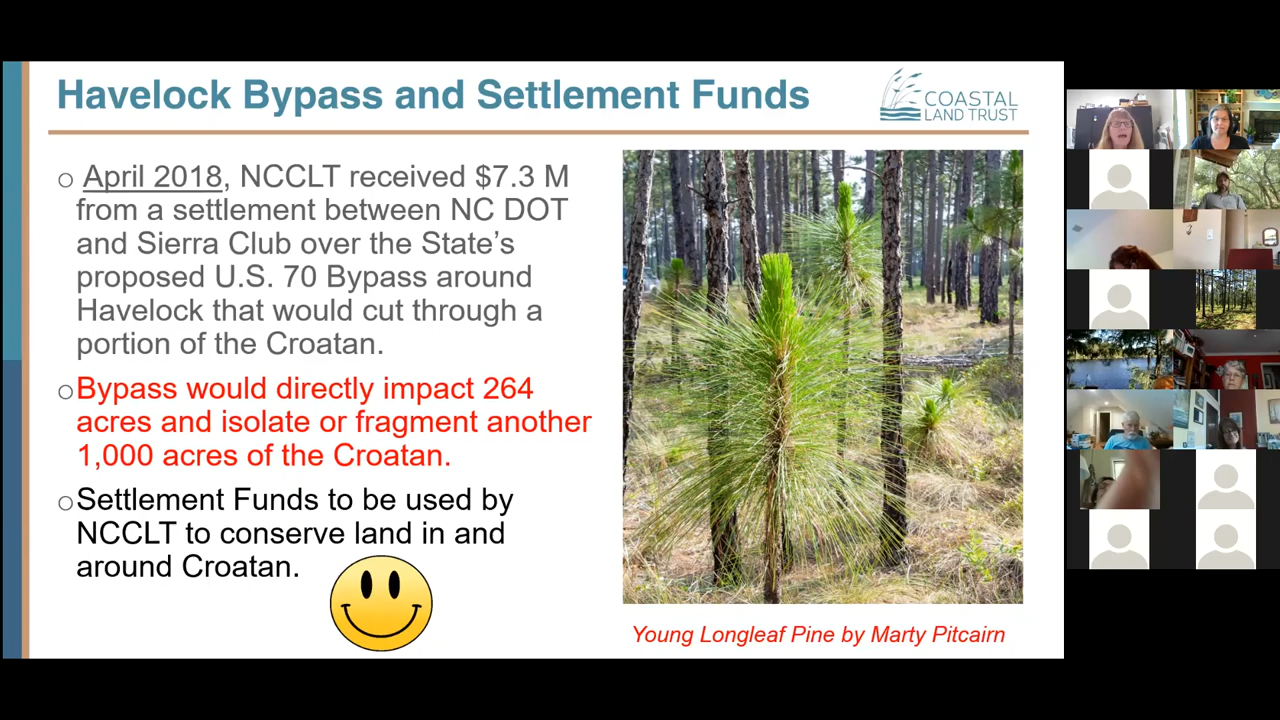 Havelock Bypass and Settlement Funds
COASTAL
LAND TRUST
○ April 2018, NCCLT received $7.3 M
from a settlement between NC DOT
and Sierra Club over the State’s
proposed U.S. 70 Bypass around
Havelock that would cut through a
portion of the Croatan.
○ Bypass would directly impact 264
acres and isolate or fragment another
1,000 acres of the Croatan.
○ Settlement Funds to be used by
NCCLT to conserve land in and
around Croatan.
Young Longleaf Pine by Marty Pitcairn